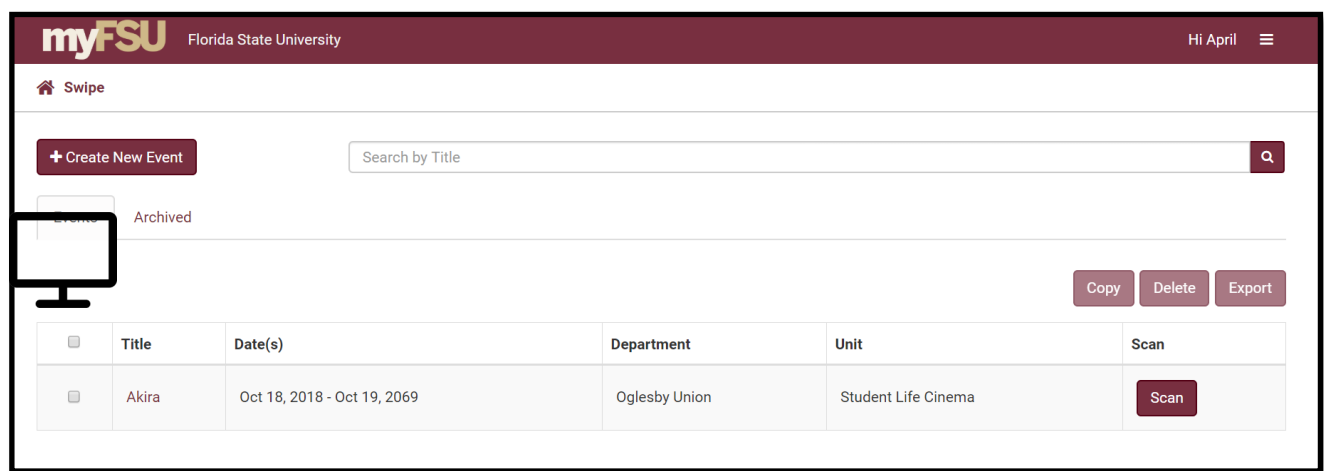 myFSU Florida State University Hi April
Swipe
Create New Event Search by Title
Events Archived
Copy Delete Export
Title Date(s) Department Unit Scan
Akira Oct 18, 2018 - Oct 19, 2069 Oglesby Union Student Life Cinema Scan